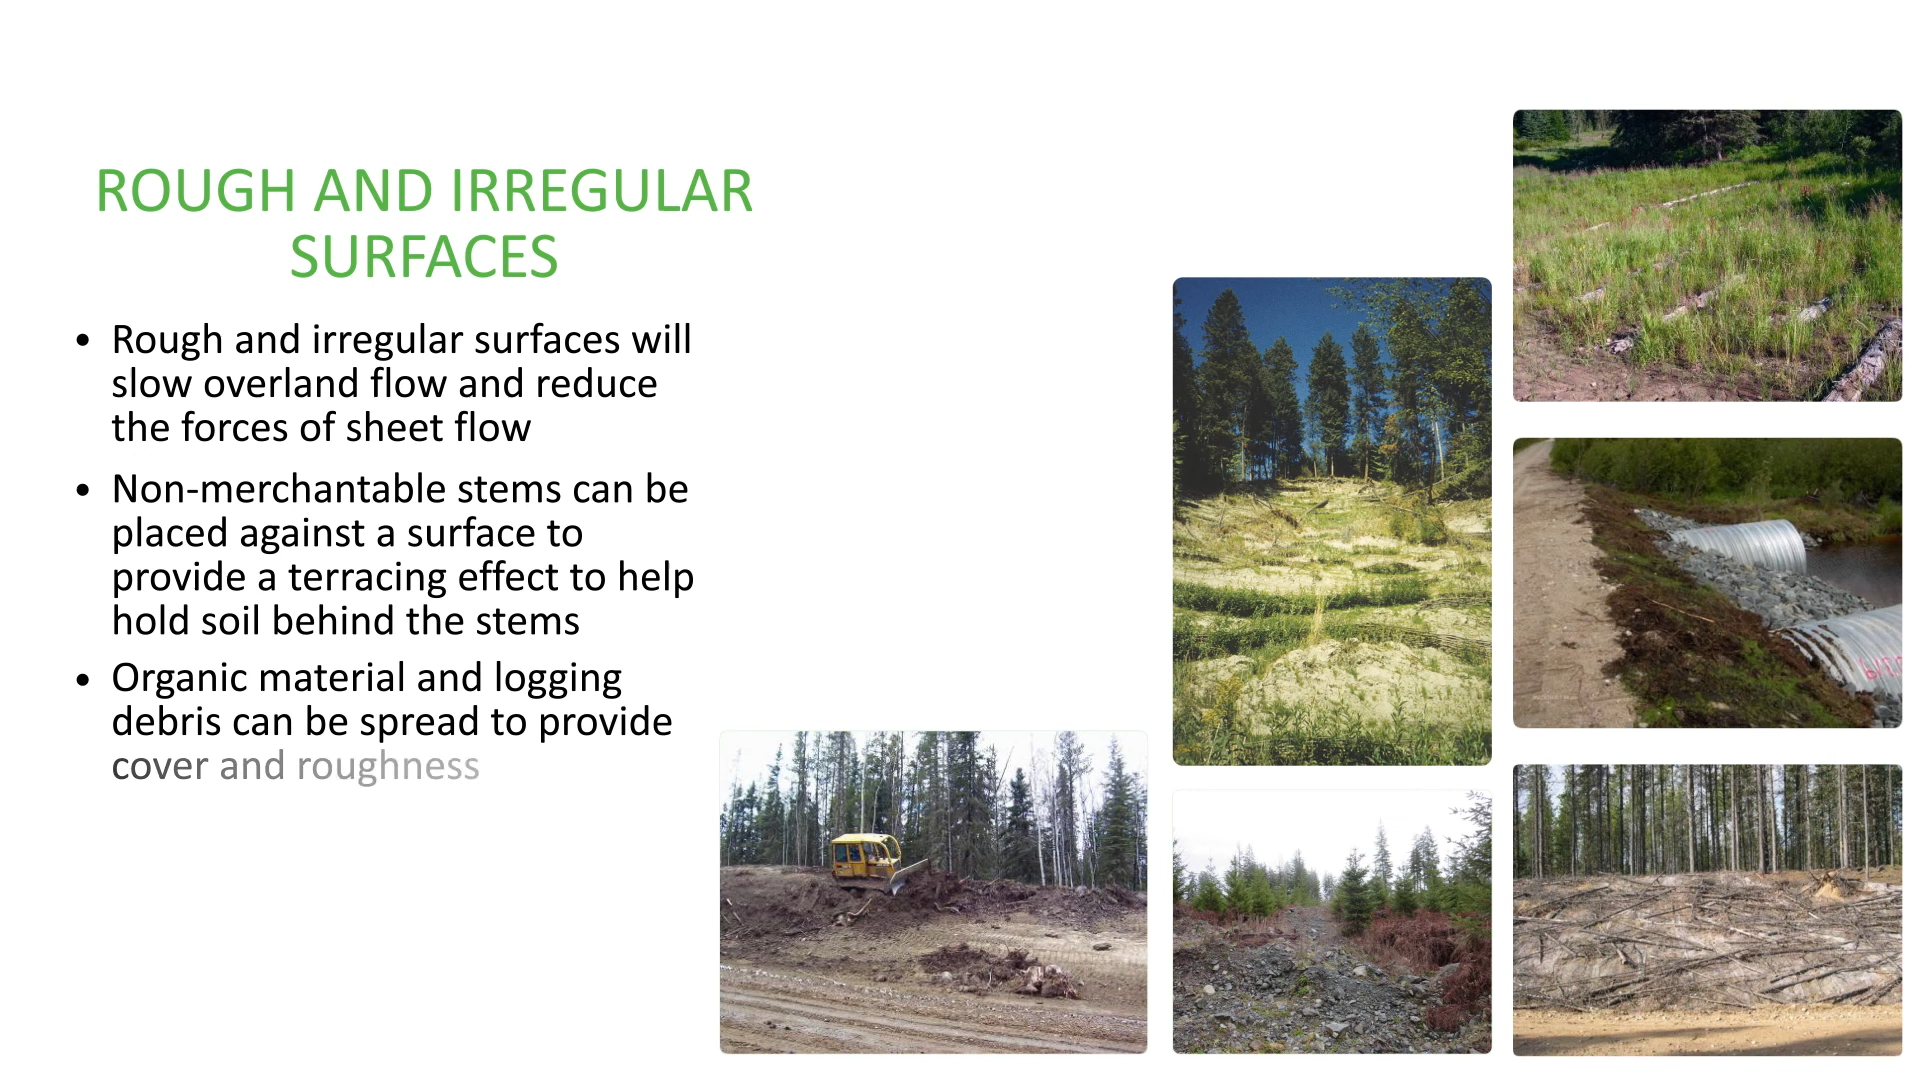 ROUGH AND IRREGULAR
SURFACES
• Rough and irregular surfaces will
slow overland flow and reduce
the forces of sheet flow
• Non-merchantable stems can be
placed against a surface to
provide a terracing effect to help
hold soil behind the stems
• Organic material and logging
debris can be spread to provide
cover and roughness